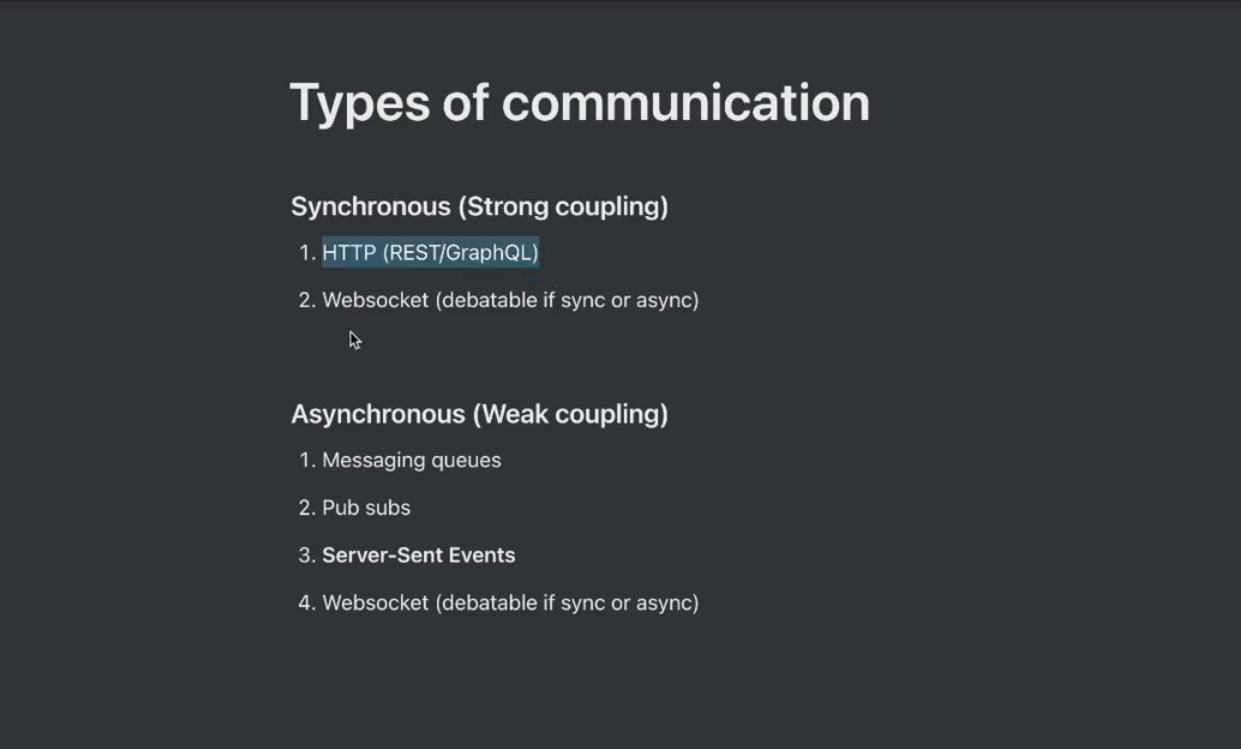 Types of communication
Synchronous (Strong coupling)
1. HTTP (REST/GraphQL)
2. Websocket (debatable if sync or async)
Asynchronous (Weak coupling)
1. Messaging queues
2. Pub subs
3. Server-Sent Events
4. Websocket (debatable if sync or async)